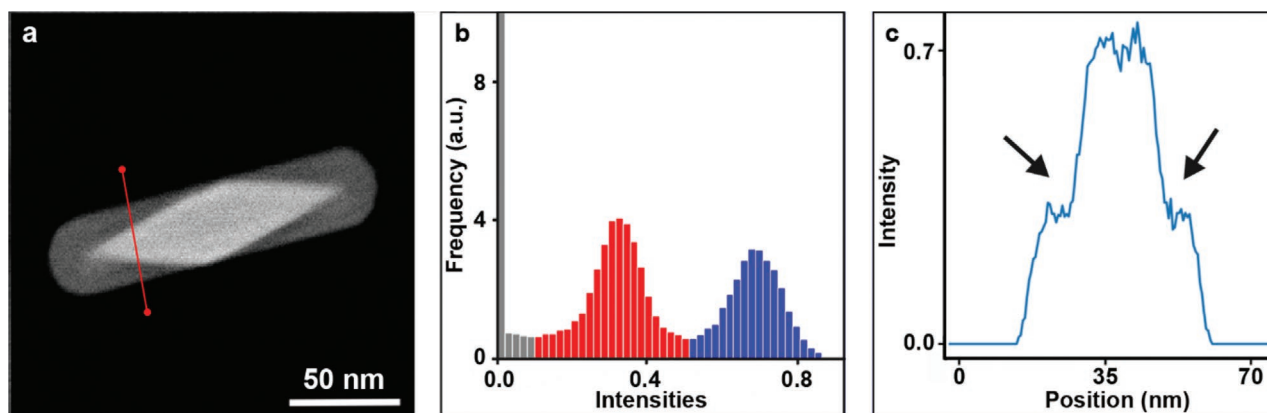 a
50 nm
b
Frequency (a.u.)
8
4
0
0.0 0.4 0.8
Intensities
c
Intensity
0.7
0.0
0 35 70
Position (nm)